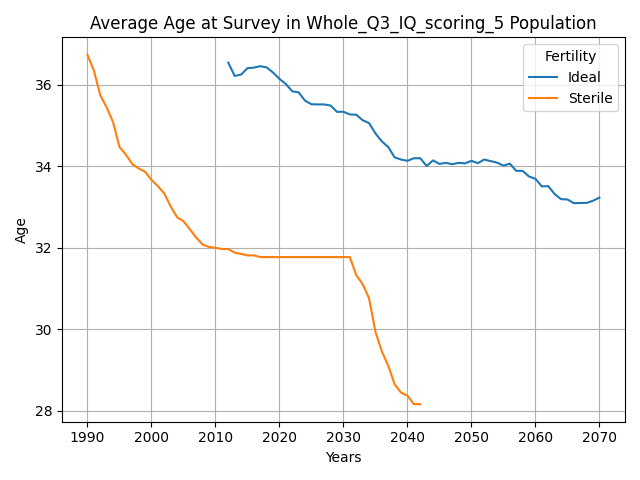 Average Age at Survey in Whole_Q3_IQ_scoring_5 Population
Fertility
Ideal
Sterile
Age
36
34
32
30
28
1990 2000 2010 2020 2030 2040 2050 2060 2070
Years